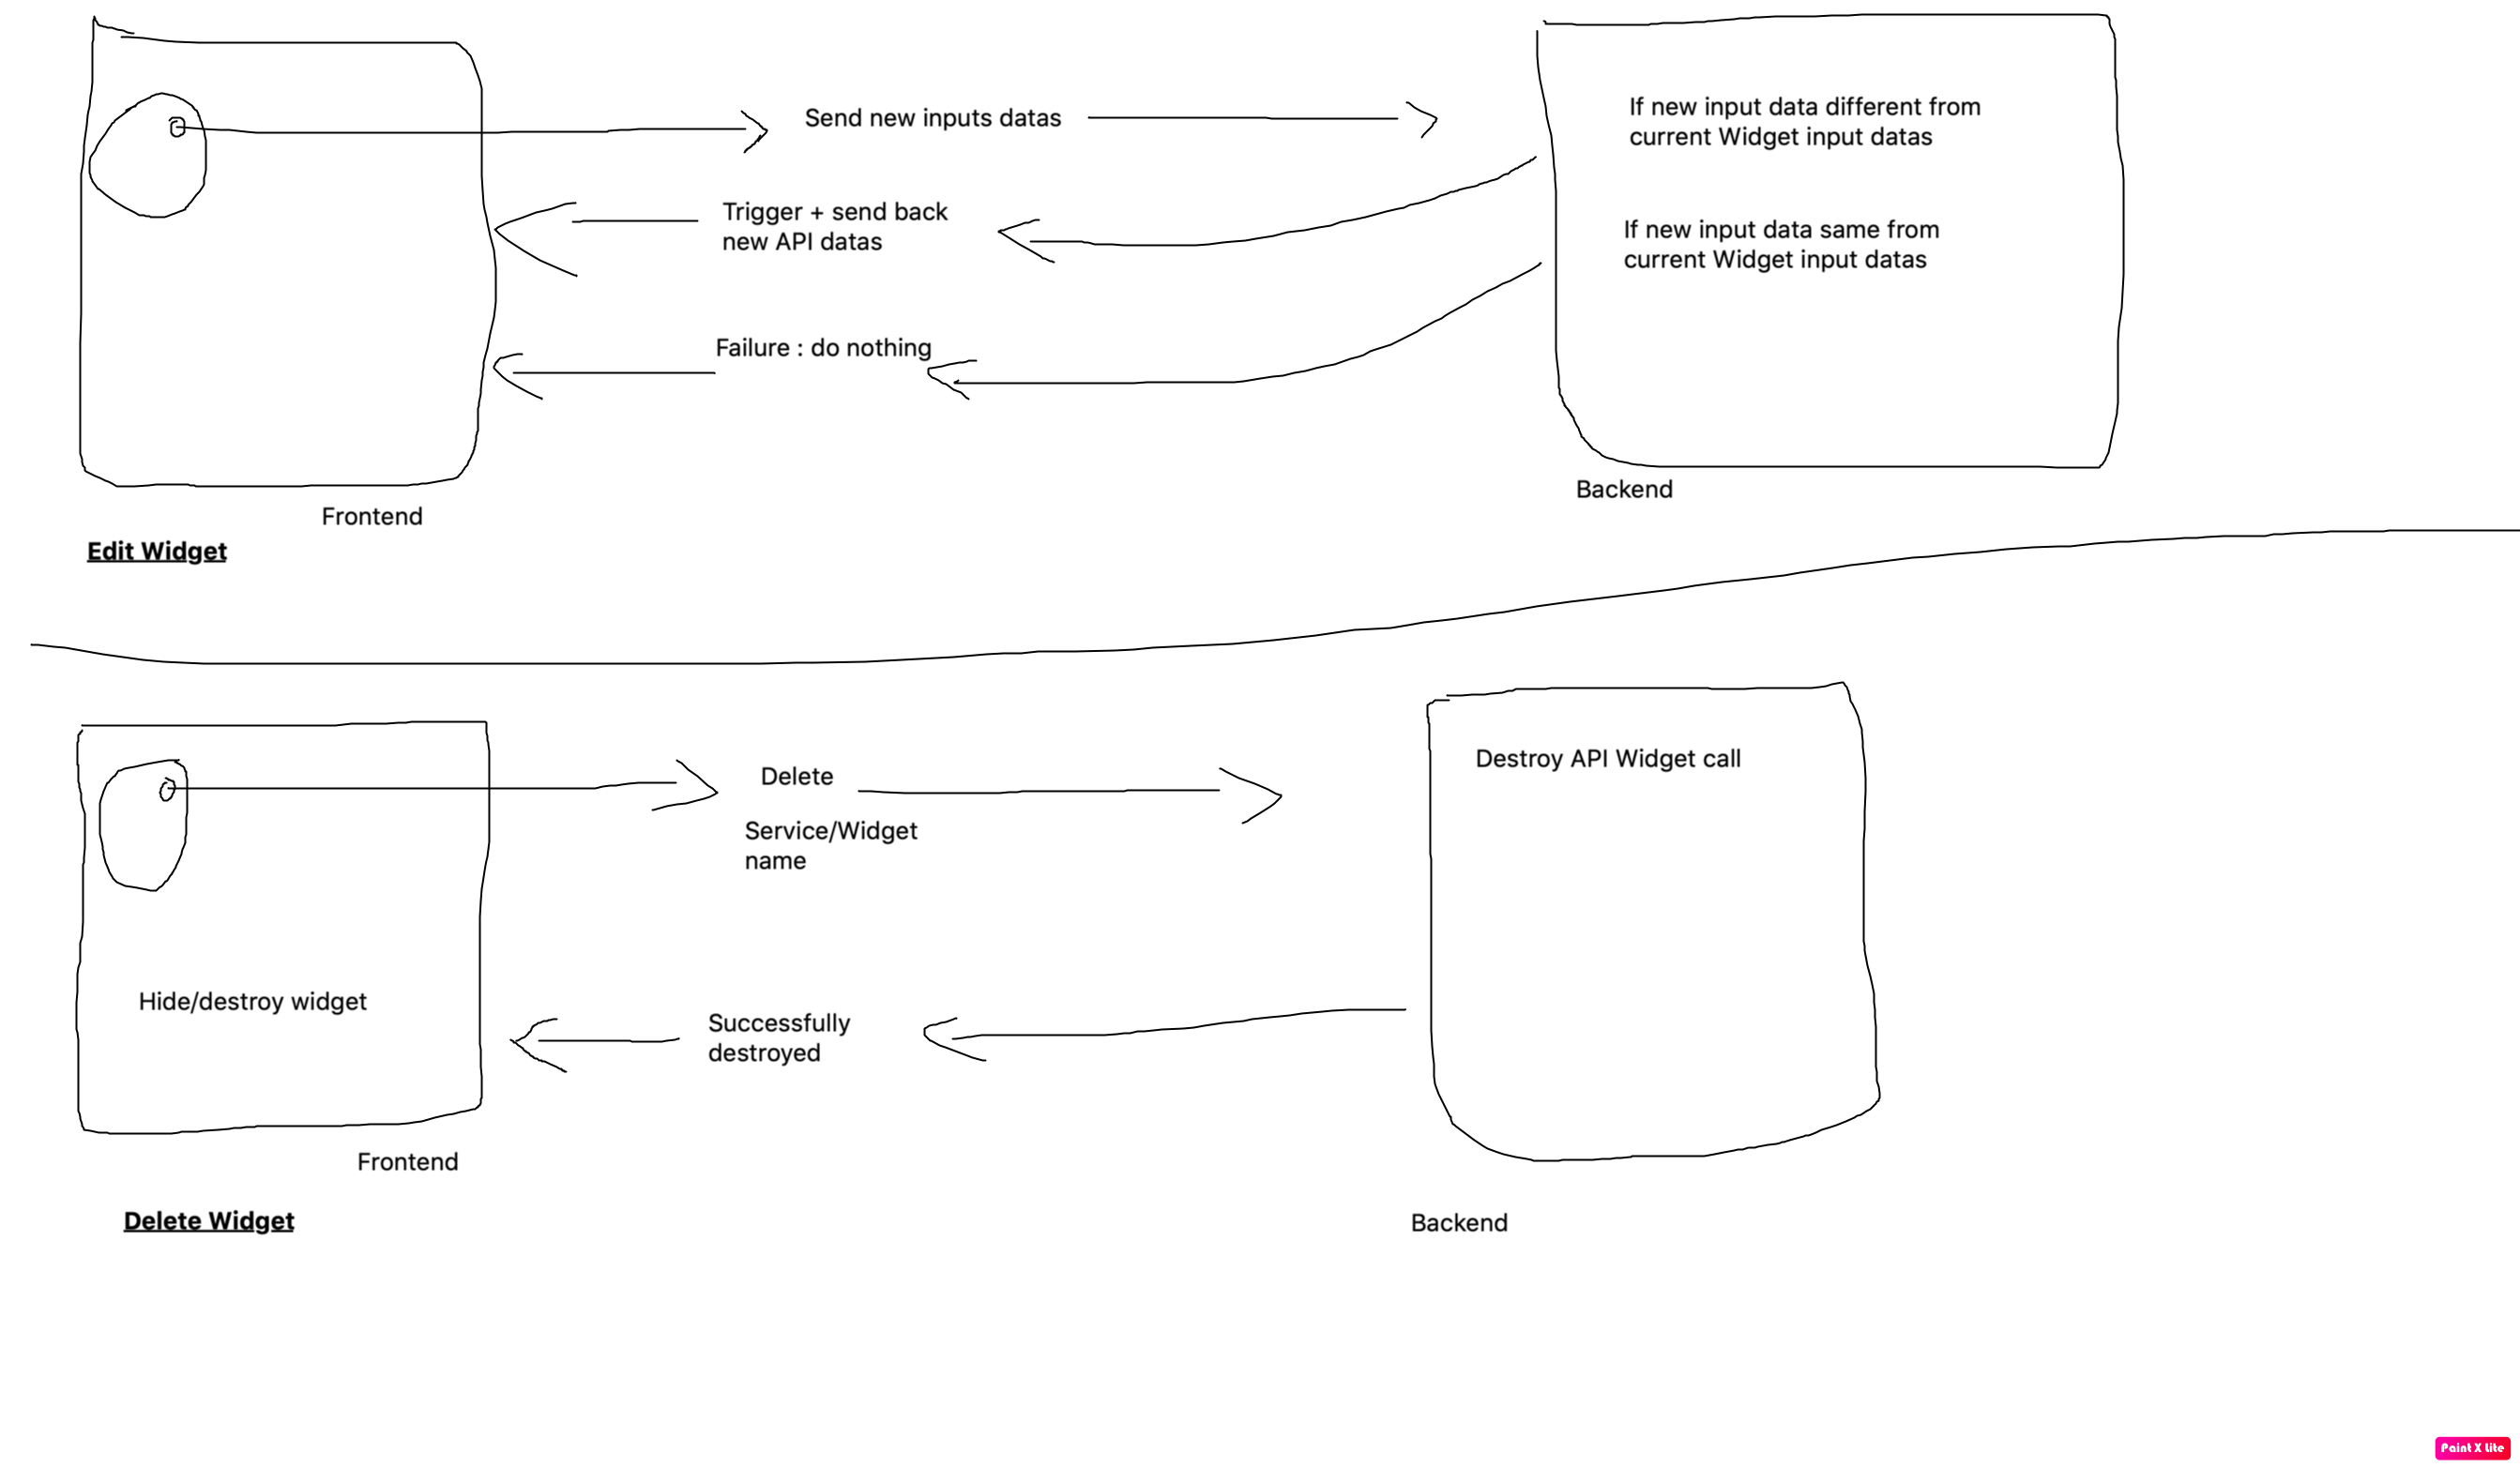 Send new inputs datas
If new input data different from
current Widget input datas
Trigger + send back
new API datas
If new input data same from
current Widget input datas
Failure : do nothing
Frontend
Backend
Edit Widget
Delete
Service/Widget
name
Destroy API Widget call
Hide/destroy widget
Successfully
destroyed
Frontend
Backend
Delete Widget
Paint X Lite